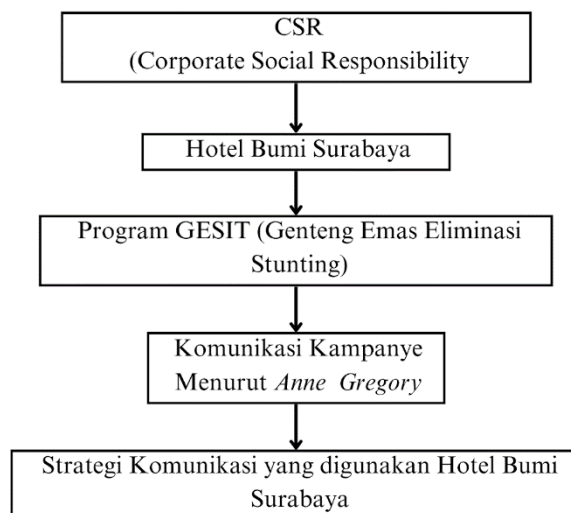 CSR
(Corporate Social Responsibility
Hotel Bumi Surabaya
Program GESIT (Genteng Emas Eliminasi
Stunting)
Komunikasi Kampanye
Menurut Anne Gregory
Strategi Komunikasi yang digunakan Hotel Bumi
Surabaya